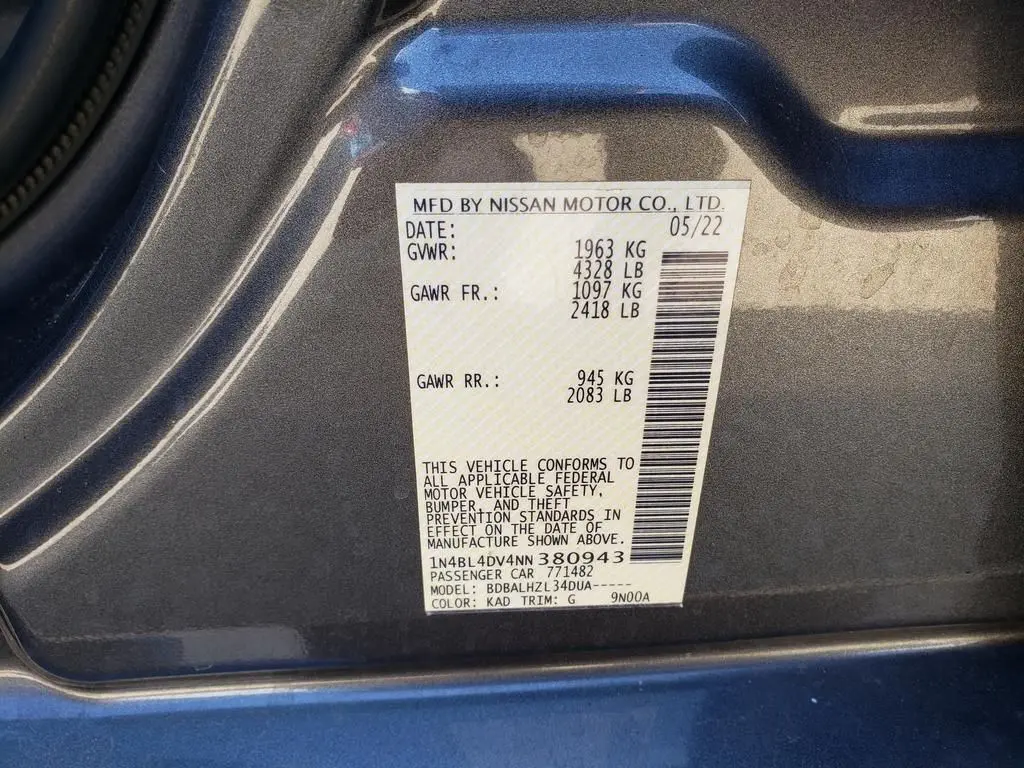 MFD BY NISSAN MOTOR CO., LTD.
DATE: 05/22
GVWR: 1963 KG
4328 LB
GAWR FR.: 1097 KG
2418 LB
GAWR RR.: 945 KG
2083 LB
THIS VEHICLE CONFORMS TO
ALL APPLICABLE FEDERAL
MOTOR VEHICLE SAFETY,
BUMPER, AND THEFT
PREVENTION STANDARDS IN
EFFECT ON THE DATE OF
MANUFACTURE SHOWN ABOVE.
1N4BL4DV4NN380943
PASSENGER CAR 771482
MODEL: BDBALHZL34DUA-----
COLOR: KAD TRIM: G 9N00A